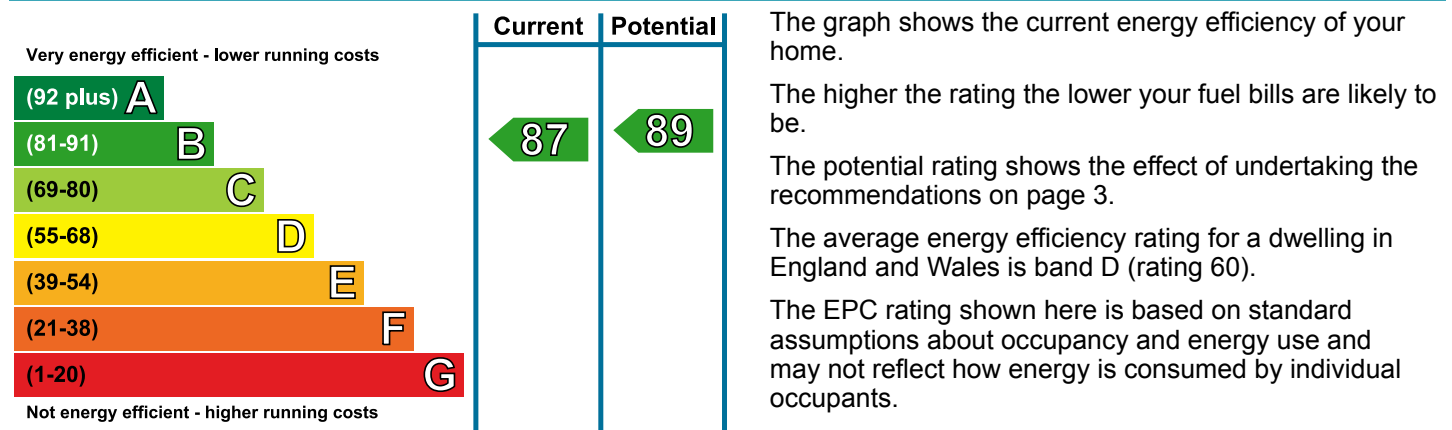 Current Potential
Very energy efficient - lower running costs
(92 plus) A
(81-91) B
(69-80) C
(55-68) D
(39-54) E
(21-38) F
(1-20) G
Not energy efficient - higher running costs
87
89
The graph shows the current energy efficiency of your
home.
The higher the rating the lower your fuel bills are likely to
be.
The potential rating shows the effect of undertaking the
recommendations on page 3.
The average energy efficiency rating for a dwelling in
England and Wales is band D (rating 60).
The EPC rating shown here is based on standard
assumptions about occupancy and energy use and
may not reflect how energy is consumed by individual
occupants.